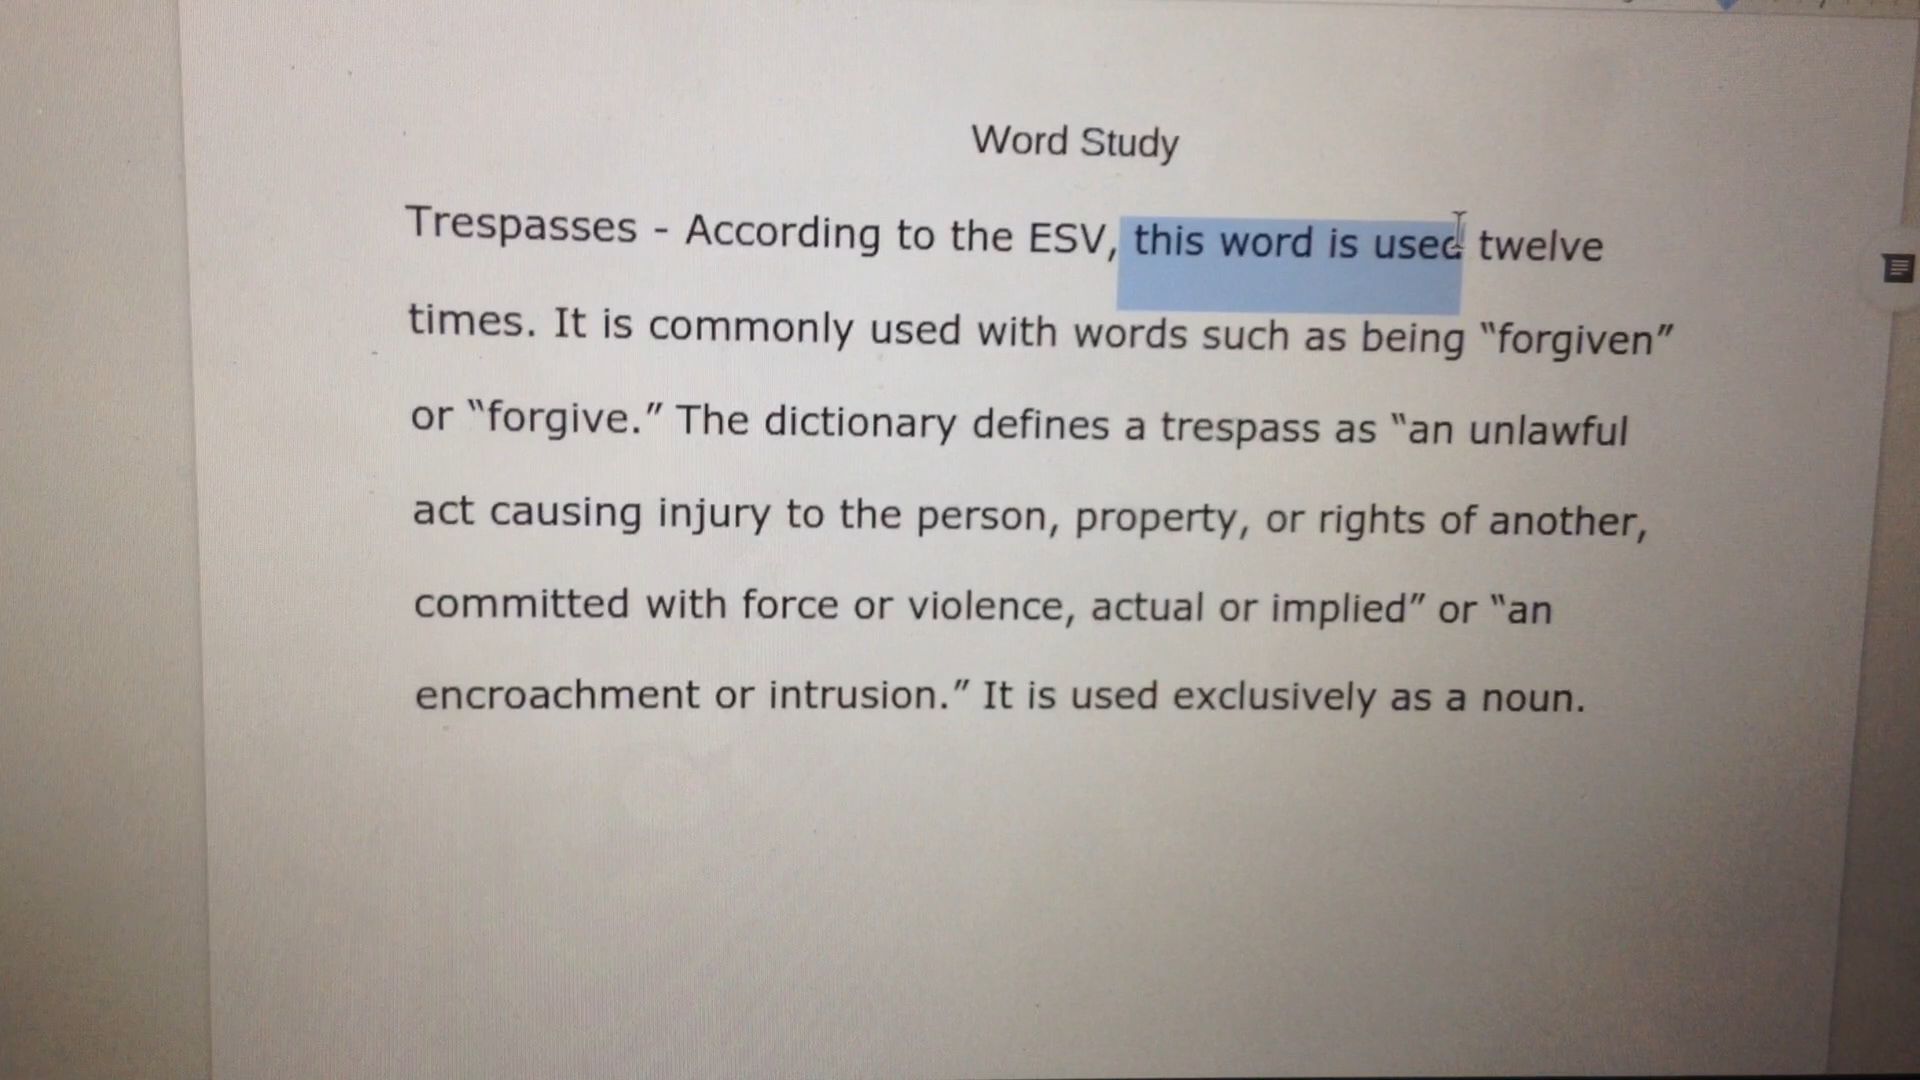 Word Study
Trespasses - According to the ESV, this word is used twelve
times. It is commonly used with words such as being “forgiven”
or “forgive.” The dictionary defines a trespass as “an unlawful
act causing injury to the person, property, or rights of another,
committed with force or violence, actual or implied” or “an
encroachment or intrusion.” It is used exclusively as a noun.